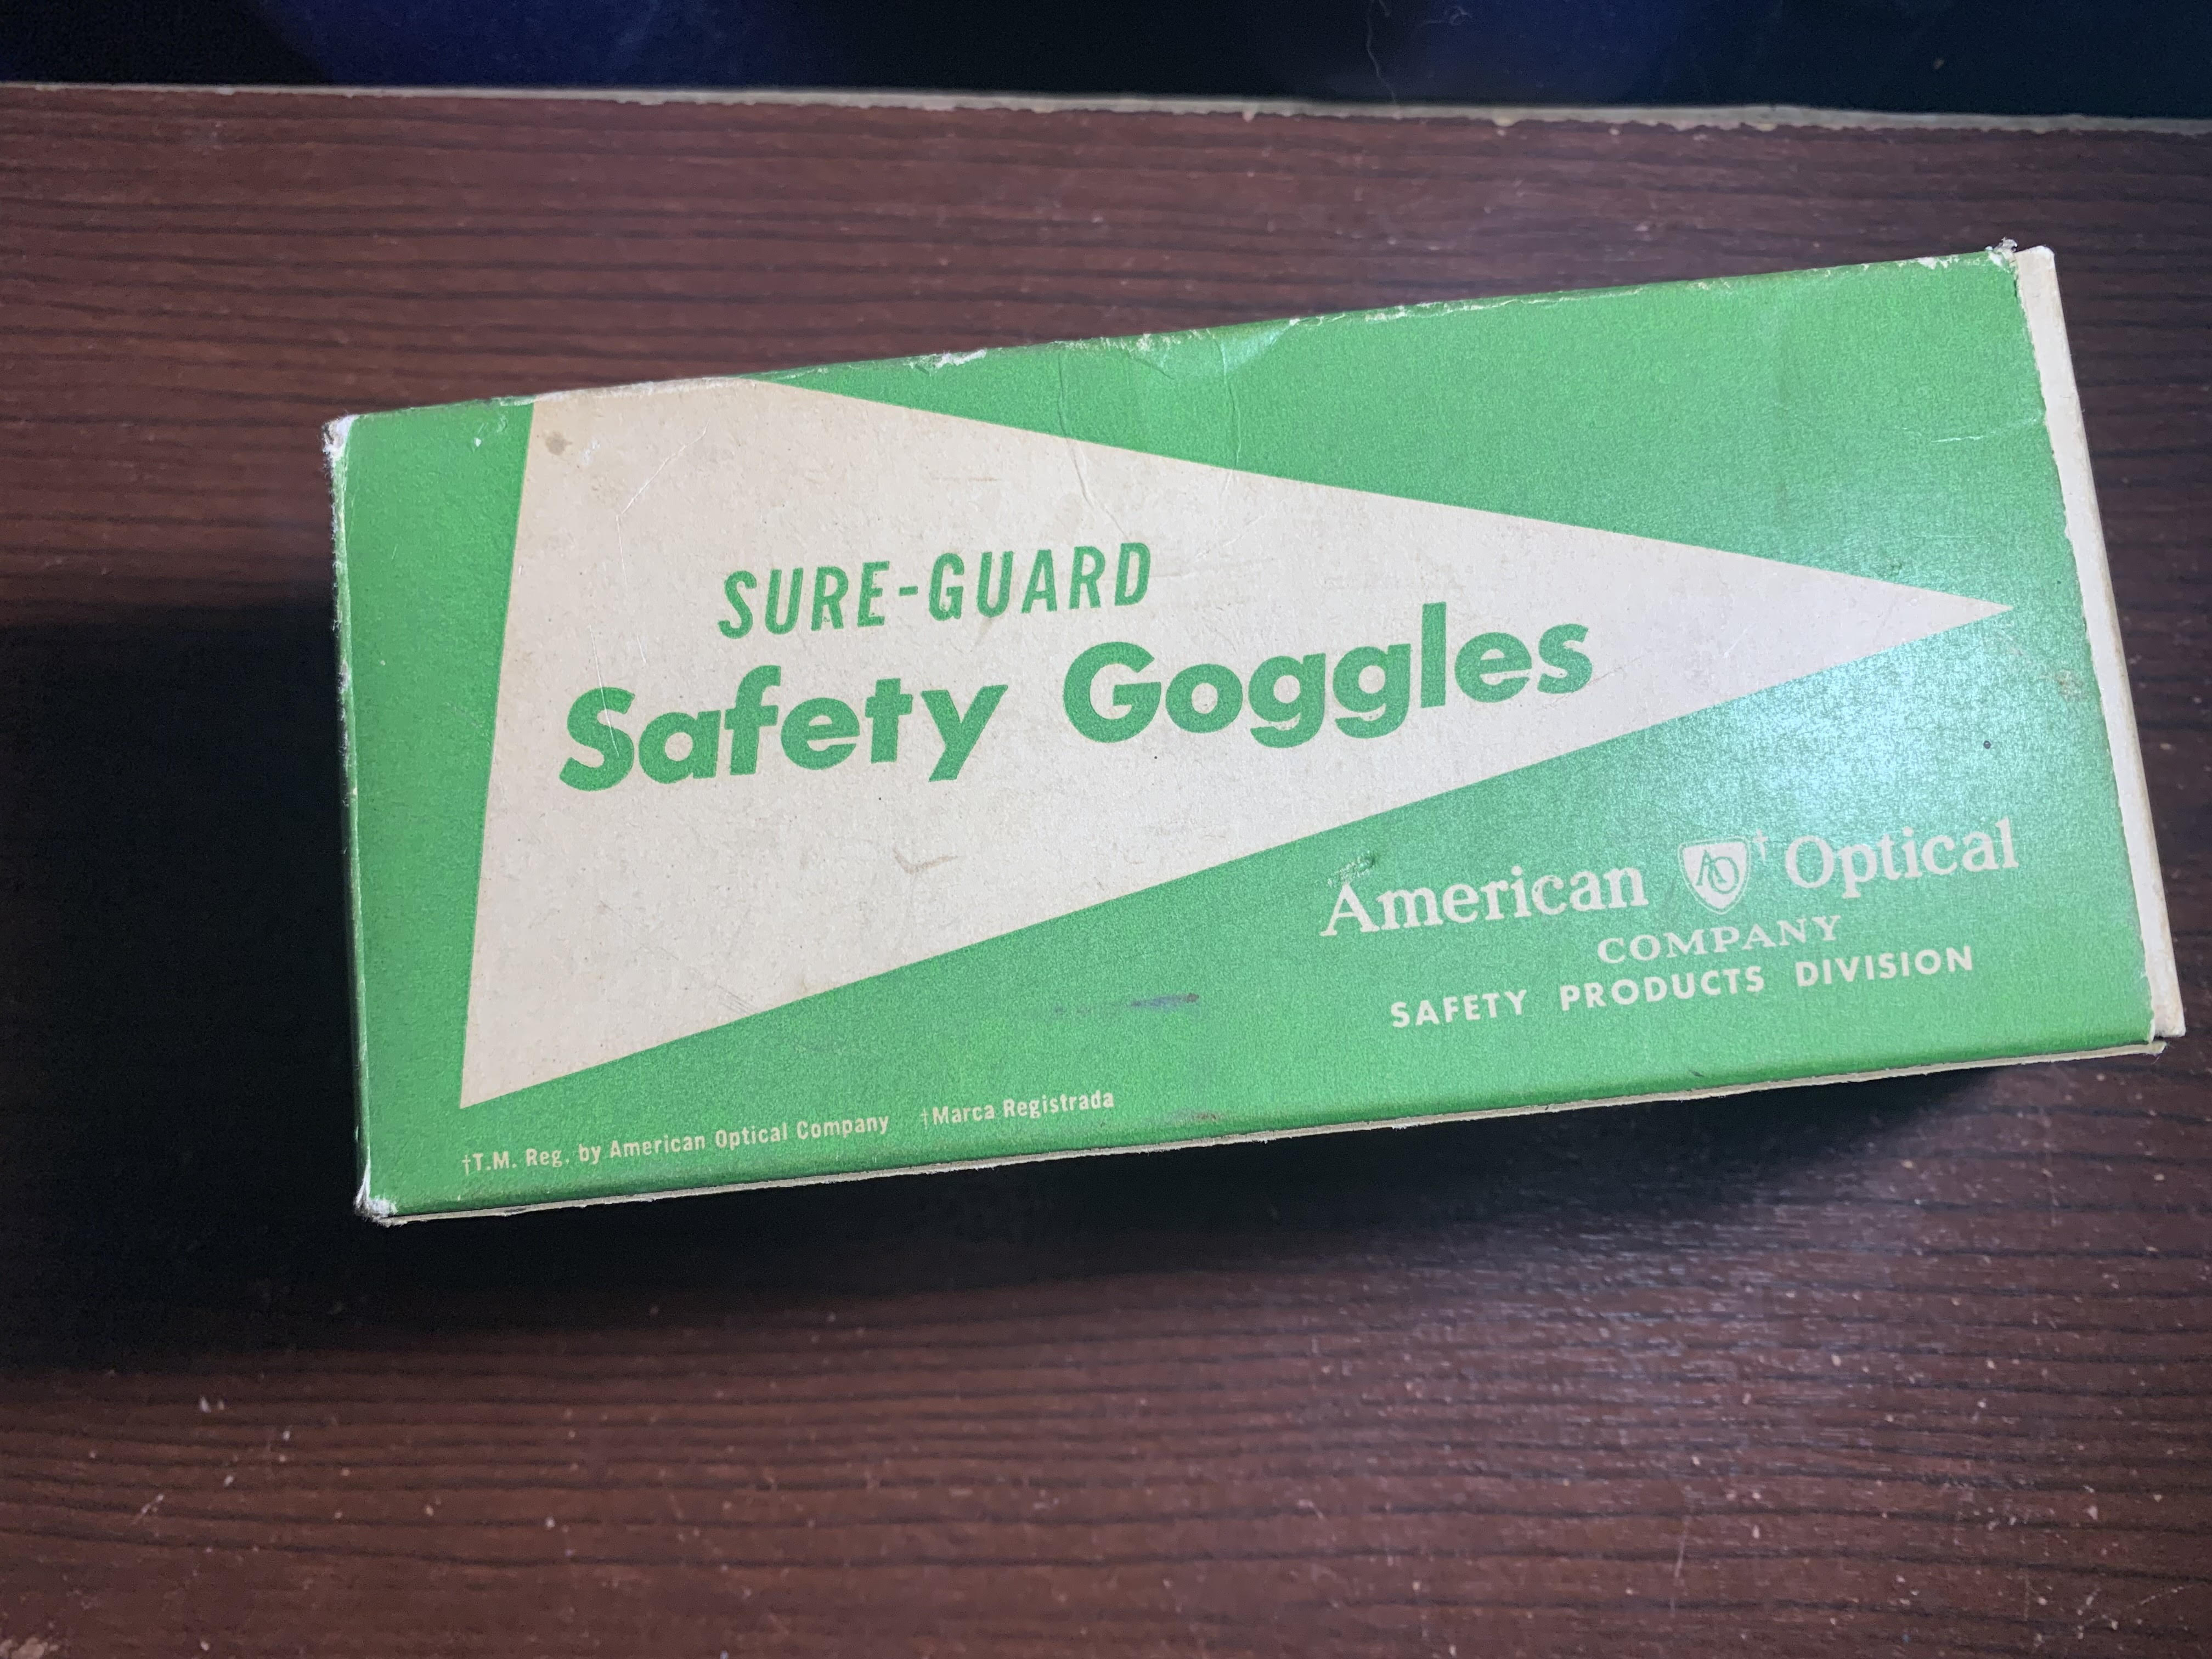 SURE-GUARD
Safety Goggles
American AO† Optical
COMPANY
SAFETY PRODUCTS DIVISION
†T.M. Reg. by American Optical Company †Marca Registrada